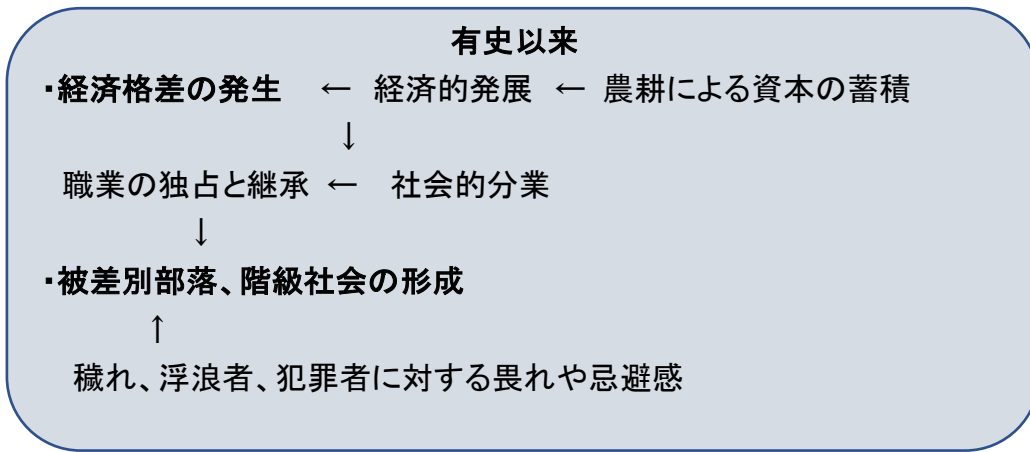 有史以来
・経済格差の発生 ← 経済的発展 ← 農耕による資本の蓄積
↓
職業の独占と継承 ← 社会的分業
↓
・被差別部落、階級社会の形成
↑
穢れ、浮浪者、犯罪者に対する畏れや忌避感